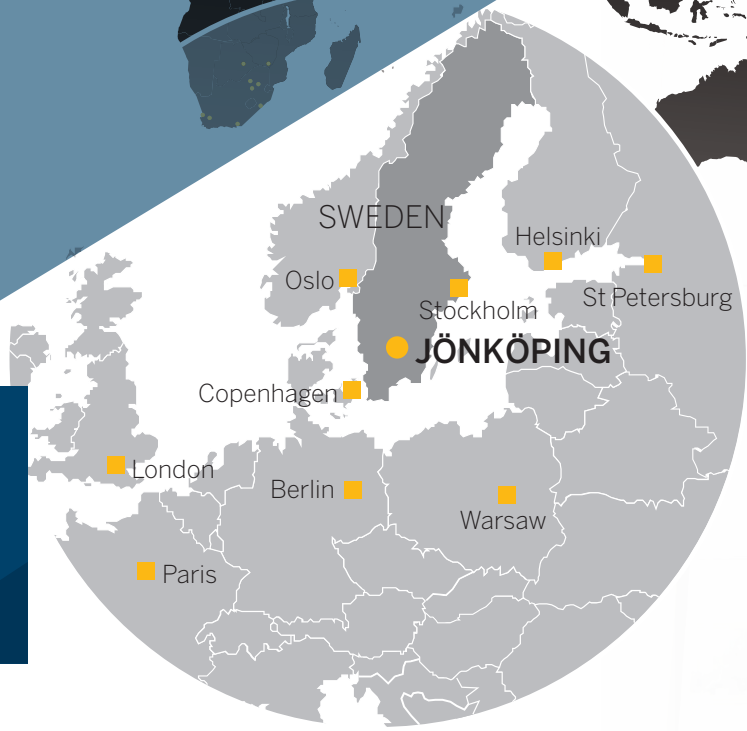 SWEDEN
Helsinki
Oslo
St Petersburg
Stockholm
JÖNKÖPING
Copenhagen
London
Berlin
Warsaw
Paris